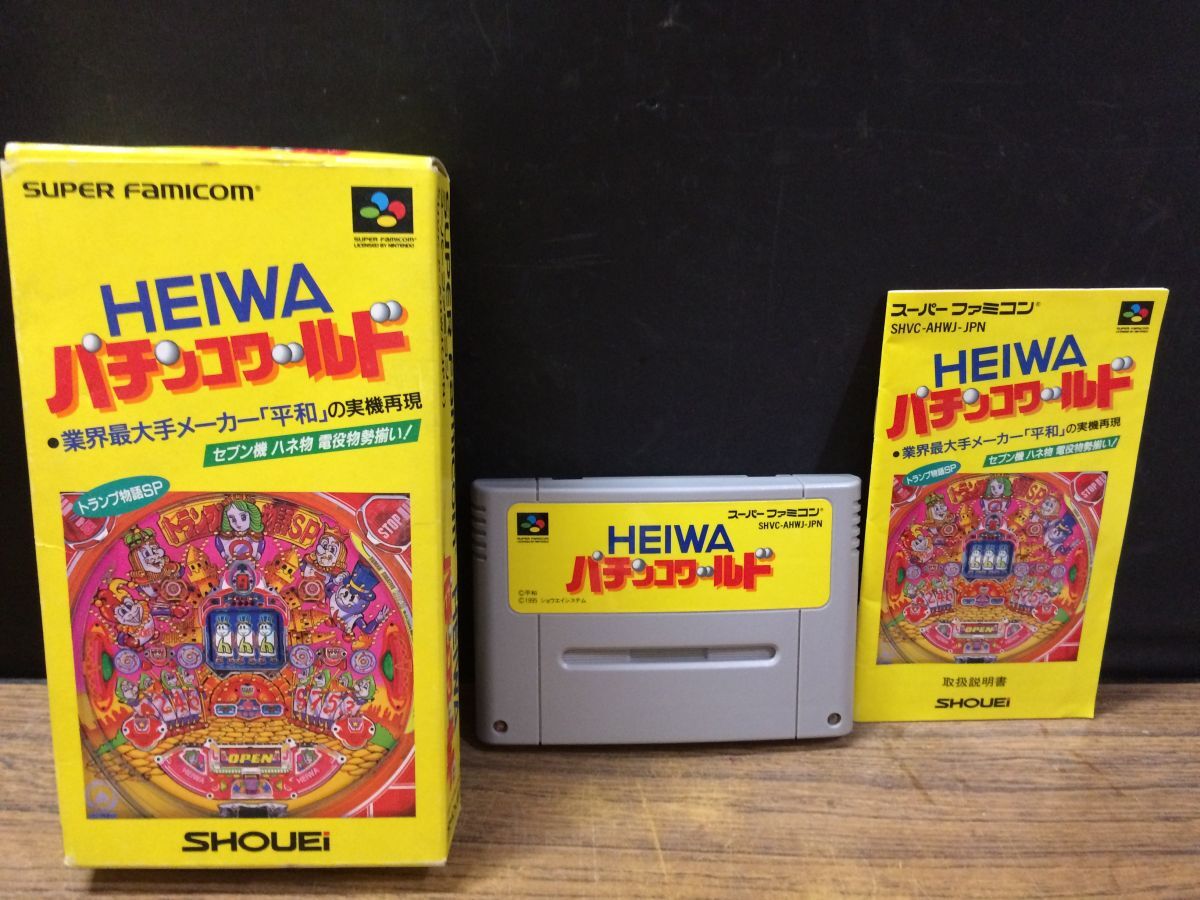 SUPER FAMICOM®
SUPER FAMICOM
LICENSED BY NINTENDO
HEIWA
パチンコワールド
●業界最大手メーカー「平和」の実機再現
セブン機 ハネ物 電役物勢揃い!
トランプ物語SP
STOP
OPEN
HEIWA
HEIWA
SHOUEi
スーパーファミコン
SHVC-AHWJ-JPN
HEIWA
パチンコワールド
©平和
©1995 ショウエイシステム
スーパーファミコン®
SHVC-AHWJ-JPN
HEIWA
パチンコワールド
●業界最大手メーカー「平和」の実機再現
セブン機 ハネ物 電役物勢揃い!
トランプ物語SP
OPEN
取扱説明書
SHOUEi